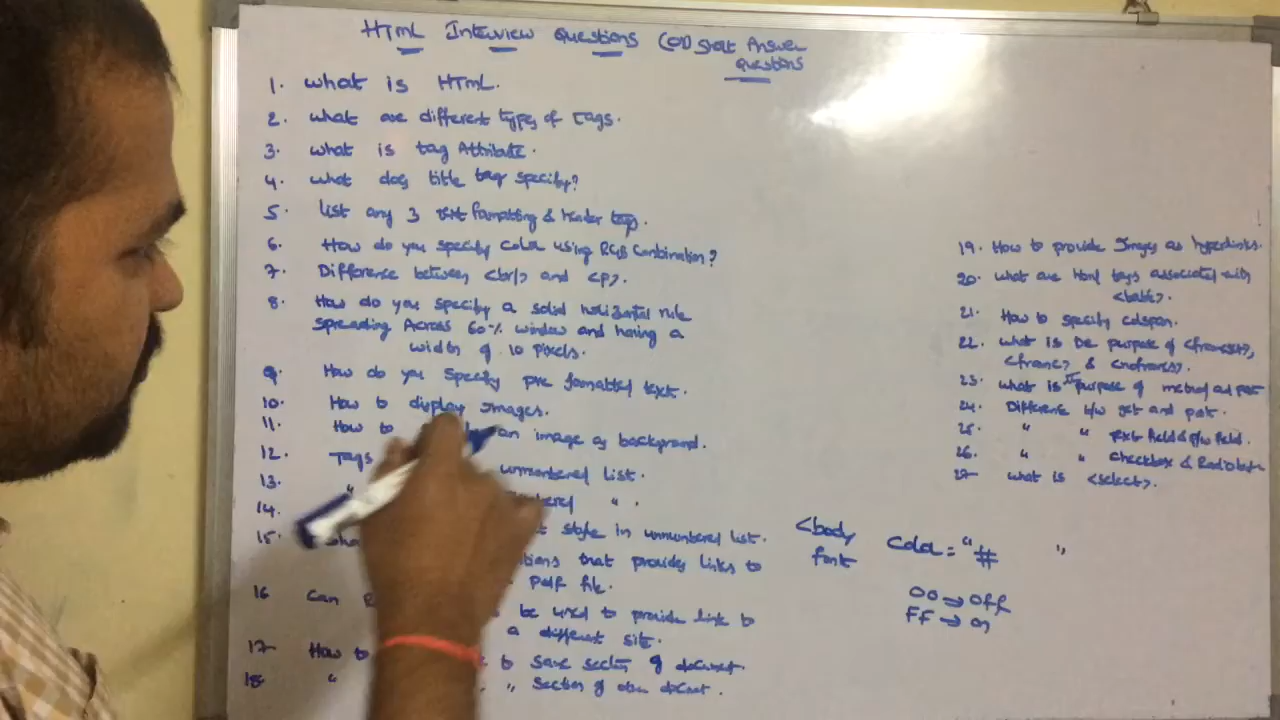 HTML Interview Questions (OR) Short Answer
questions
1. What is HTML.
2. What are different types of Tags.
3. What is tag Attribute.
4. What does title tag specify?
5. List any 3 text formatting & header tags.
6. How do you specify color using RGB Combination?
7. Difference between <br/> and <p>.
8. How do you specify a solid horizontal rule
spreading Across 60% window and having a
width of 10 pixels.
9. How do you specify pre formatted text.
10. How to display Images.
11. How to an image as background.
12. Tags unnumbered List.
13. " "
14. style in unnumbered list.
15. that provides links to
pdf file.
16 Can be used to provide link to
a different site.
17 How to to same section of document.
18. " " section of other document.
19. How to provide Images as hyperlinks.
20. What are html tags associated with
<table>.
21. How to specify colspan.
22. What is the purpose of <frameset>,
<frame> & <noframes>.
23. What is purpose of method and post
24. Difference b/w get and post.
25. " " text field & p/w field.
26. " " checkbox & Radio button
27 What is <select>.
<body
font Color = "# "
00 → Off
FF → on